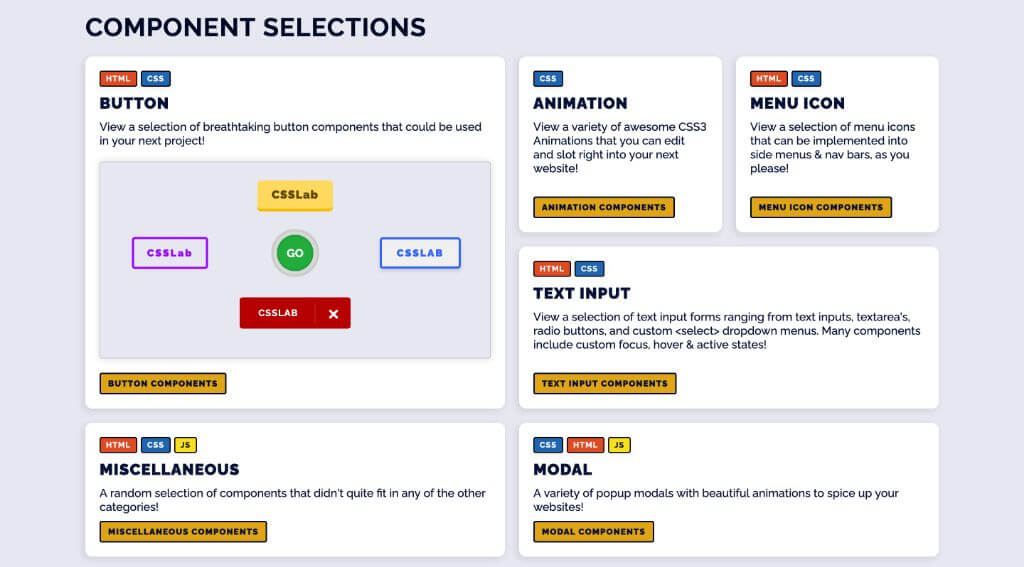 COMPONENT SELECTIONS
HTML CSS
BUTTON
View a selection of breathtaking button components that could be used
in your next project!
CSSLab
CSSLab
GO
CSSLAB
CSSLAB
BUTTON COMPONENTS
CSS
ANIMATION
View a variety of awesome CSS3
Animations that you can edit
and slot right into your next
website!
ANIMATION COMPONENTS
HTML CSS
MENU ICON
View a selection of menu icons
that can be implemented into
side menus & nav bars, as you
please!
MENU ICON COMPONENTS
HTML CSS
TEXT INPUT
View a selection of text input forms ranging from text inputs, textarea's,
radio buttons, and custom <select> dropdown menus. Many components
include custom focus, hover & active states!
TEXT INPUT COMPONENTS
HTML CSS JS
MISCELLANEOUS
A random selection of components that didn't quite fit in any of the other
categories!
MISCELLANEOUS COMPONENTS
CSS HTML JS
MODAL
A variety of popup modals with beautiful animations to spice up your
websites!
MODAL COMPONENTS